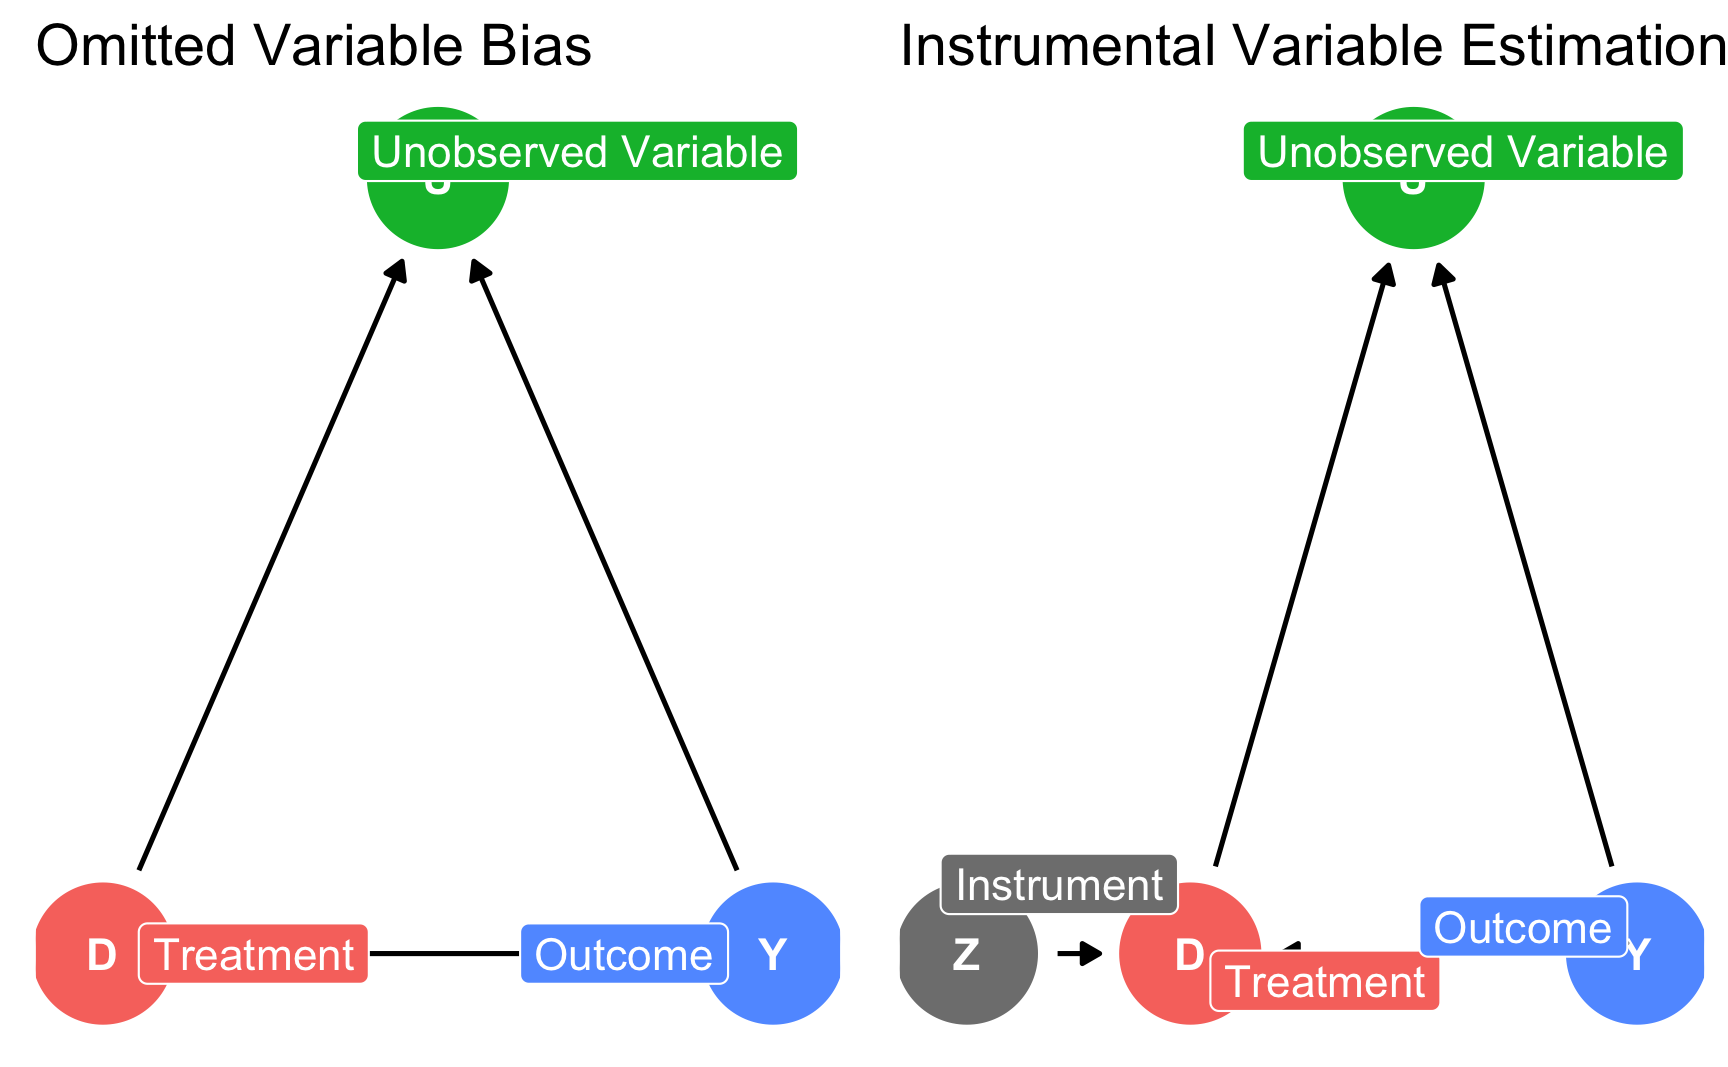 Omitted Variable Bias
Unobserved Variable
D
Treatment
Outcome
Y
Instrumental Variable Estimation
Unobserved Variable
Instrument
Z
D
Treatment
Outcome
Y